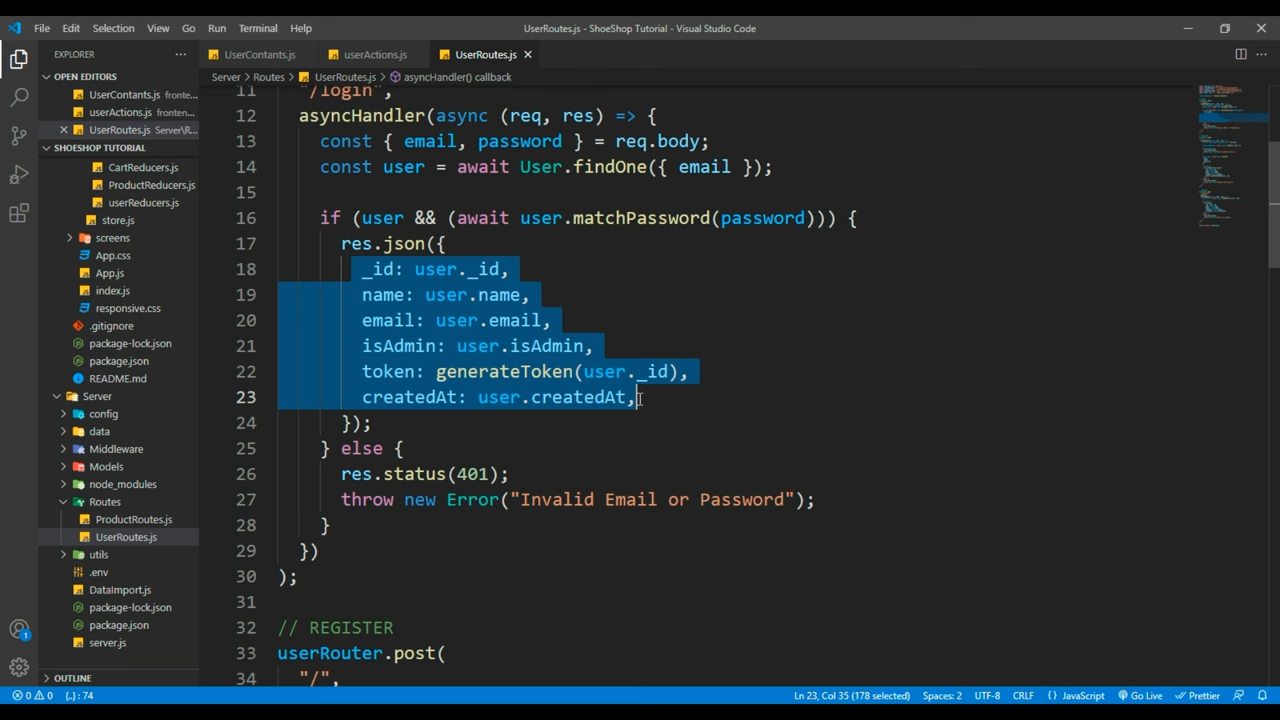 File Edit Selection View Go Run Terminal Help
UserRoutes.js - ShoeShop Tutorial - Visual Studio Code
EXPLORER
OPEN EDITORS
UserContants.js fronte...
userActions.js fronten...
UserRoutes.js Server\R...
SHOESHOP TUTORIAL
CartReducers.js
ProductReducers.js
userReducers.js
store.js
screens
App.css
App.js
index.js
responsive.css
.gitignore
package-lock.json
package.json
README.md
Server
config
data
Middleware
Models
node_modules
Routes
ProductRoutes.js
UserRoutes.js
utils
.env
DataImport.js
package-lock.json
package.json
server.js
OUTLINE
UserContants.js userActions.js UserRoutes.js
Server > Routes > UserRoutes.js > asyncHandler() callback
11 "/login",
12 asyncHandler(async (req, res) => {
13 const { email, password } = req.body;
14 const user = await User.findOne({ email });
15
16 if (user && (await user.matchPassword(password))) {
17 res.json({
18 _id: user._id,
19 name: user.name,
20 email: user.email,
21 isAdmin: user.isAdmin,
22 token: generateToken(user._id),
23 createdAt: user.createdAt,
24 });
25 } else {
26 res.status(401);
27 throw new Error("Invalid Email or Password");
28 }
29 })
30 );
31
32 // REGISTER
33 userRouter.post(
34 "/",
1
0 0 {..} : 74 Ln 23, Col 35 (178 selected) Spaces: 2 UTF-8 CRLF {} JavaScript Go Live Prettier